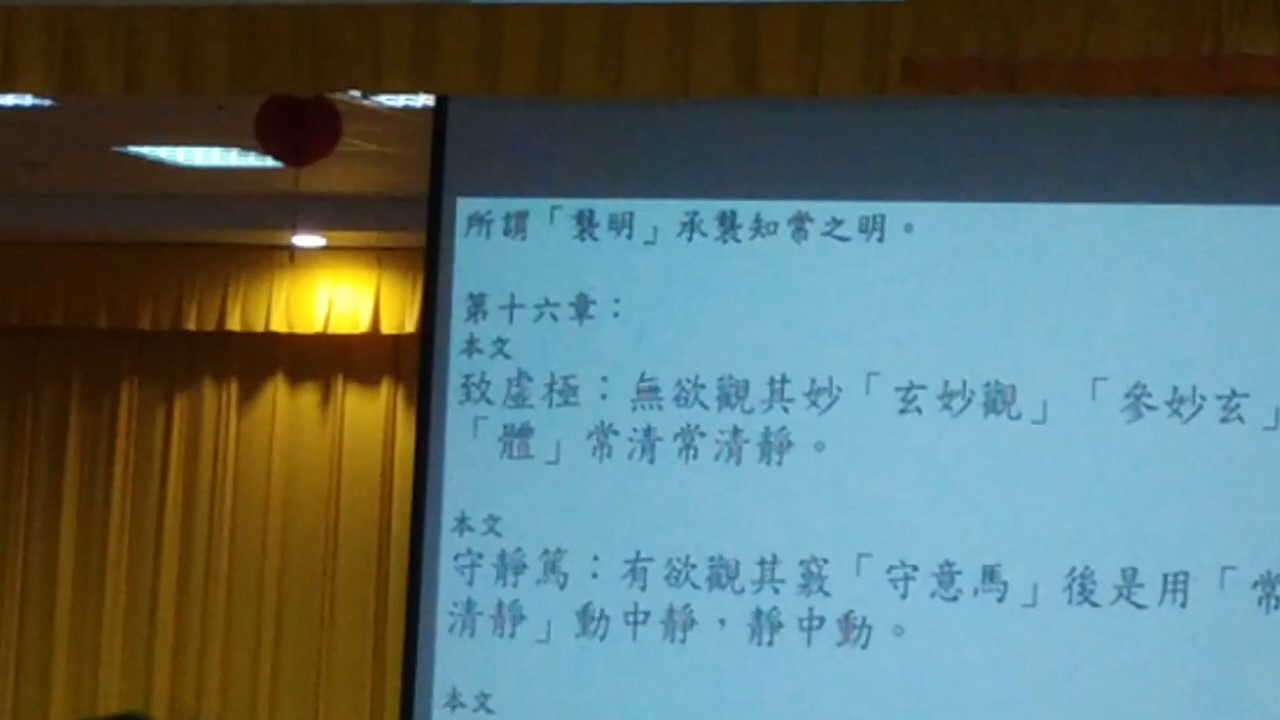 所謂「襲明」承襲知常之明。
第十六章：
本文
致虛極：無欲觀其妙「玄妙觀」「參妙玄」
「體」常清常清靜。
本文
守靜篤：有欲觀其竅「守意馬」後是用「常
清靜」動中靜，靜中動。
本文